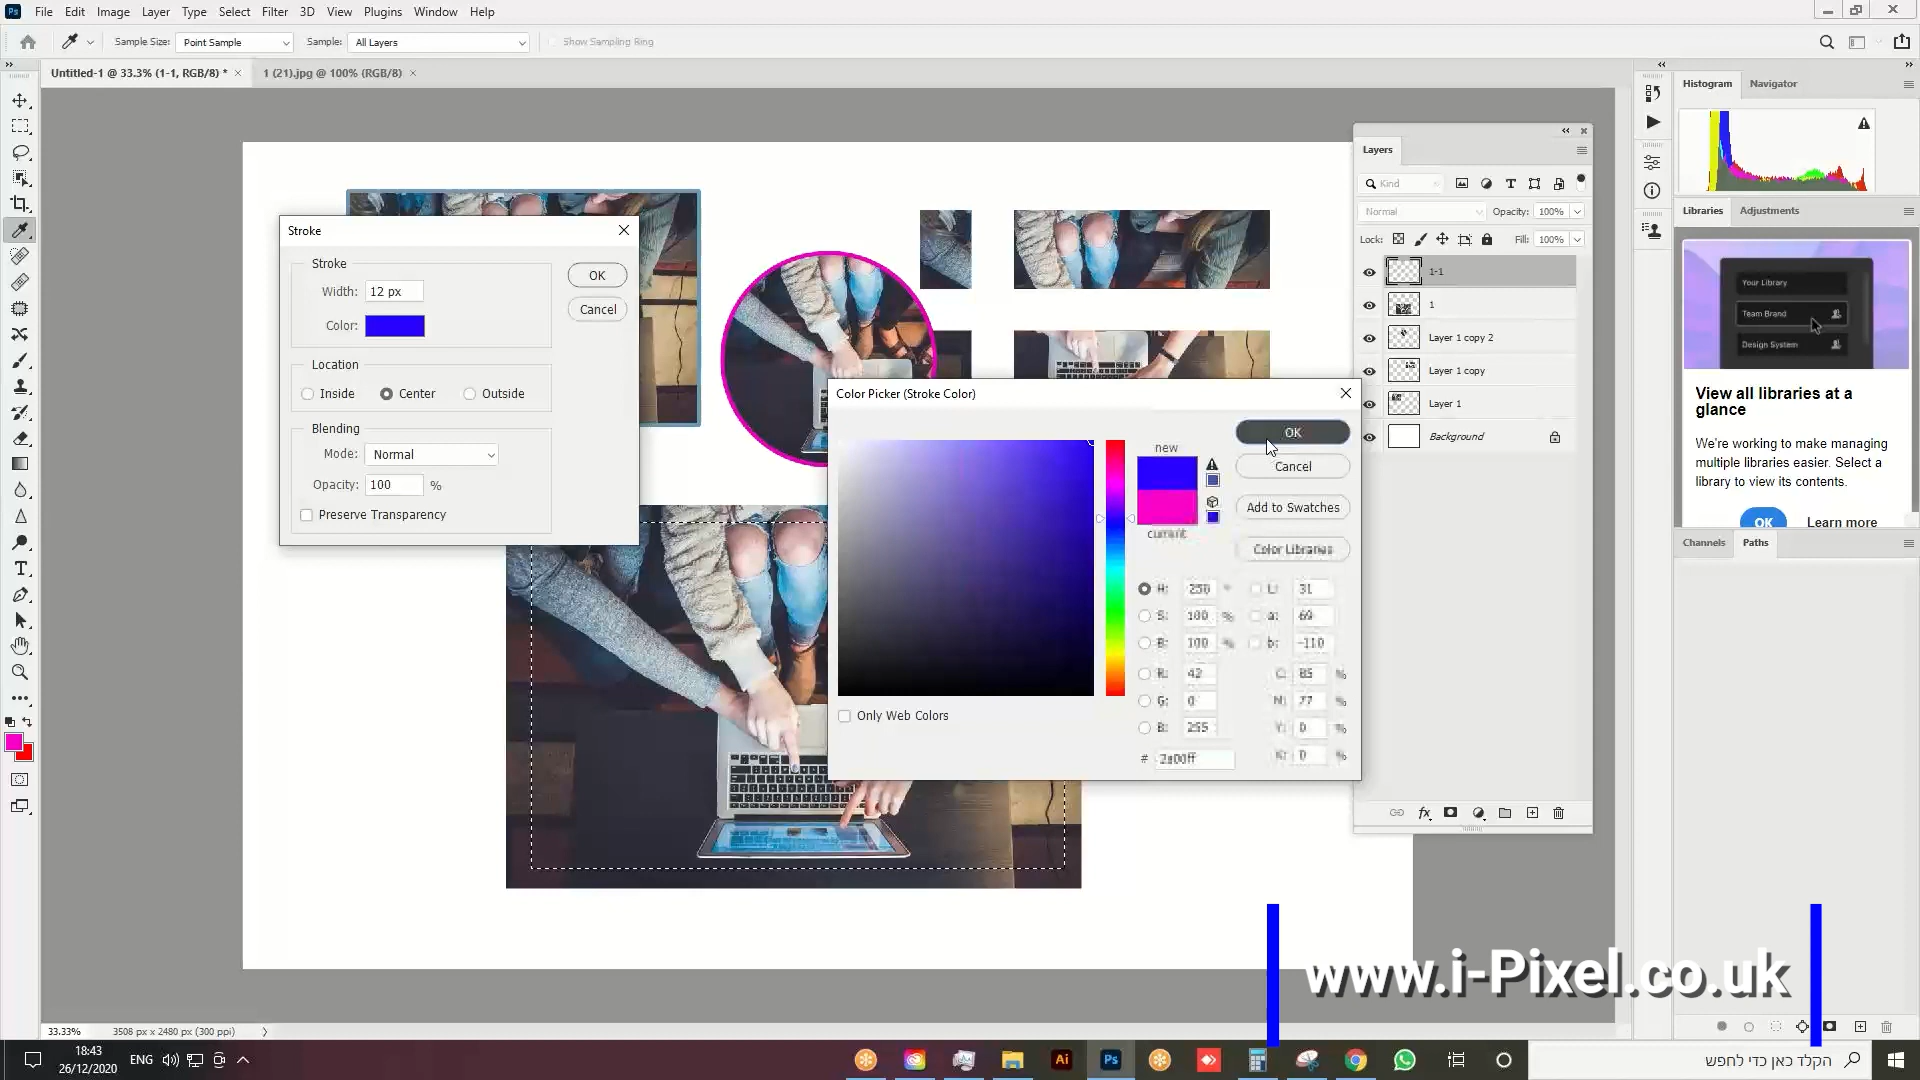 File Edit Image Layer Type Select Filter 3D View Plugins Window Help
Sample Size: Point Sample Sample: All Layers Show Sampling Ring
Untitled-1 @ 33.3% (1-1, RGB/8) * × 1 (21).jpg @ 100% (RGB/8) ×
Histogram Navigator
Stroke
Stroke
Width: 12 px
Color:
OK
Cancel
Location
Inside Center Outside
Blending
Mode: Normal
Opacity: 100 %
Preserve Transparency
Color Picker (Stroke Color)
new
current
OK
Cancel
Add to Swatches
Color Libraries
H: 250 ° L: 31
S: 100 % a: 69
B: 100 % b: -110
R: 42 C: 85 %
G: 0 M: 77 %
B: 255 Y: 0 %
# 2a00ff K: 0 %
Only Web Colors
Layers
Kind
Normal Opacity: 100%
Lock: Fill: 100%
1-1
1
Layer 1 copy 2
Layer 1 copy
Layer 1
Background
fx
Libraries Adjustments
Your Library
Team Brand
Design System
View all libraries at a
glance
We're working to make managing
multiple libraries easier. Select a
library to view its contents.
OK Learn more
Channels Paths
www.i-Pixel.co.uk
33.33% 3508 px x 2480 px (300 ppi)
18:43
26/12/2020
ENG
Ai
Ps
הקלד כאן כדי לחפש